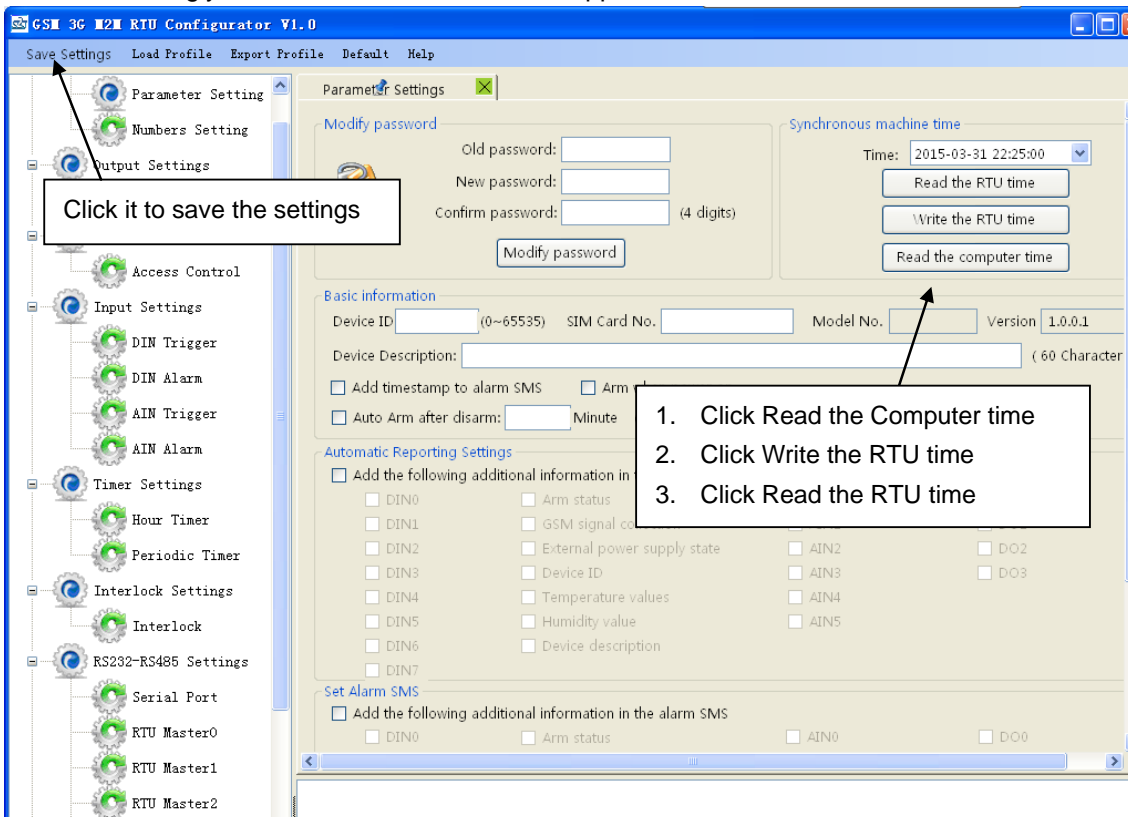 GSM 3G M2M RTU Configurator V1.0
Save Settings Load Profile Export Profile Default Help
Parameter Setting
Numbers Setting
Output Settings
Click it to save the settings
Access Control
Input Settings
DIN Trigger
DIN Alarm
AIN Trigger
AIN Alarm
Timer Settings
Hour Timer
Periodic Timer
Interlock Settings
Interlock
RS232-RS485 Settings
Serial Port
RTU Master0
RTU Master1
RTU Master2
Parameter Settings
Modify password
Old password:
New password:
Confirm password: (4 digits)
Modify password
Synchronous machine time
Time: 2015-03-31 22:25:00
Read the RTU time
Write the RTU time
Read the computer time
Basic information
Device ID (0~65535) SIM Card No. Model No. Version 1.0.0.1
Device Description: ( 60 Character
Add timestamp to alarm SMS Arm
Auto Arm after disarm: Minute
1. Click Read the Computer time
2. Click Write the RTU time
3. Click Read the RTU time
Automatic Reporting Settings
Add the following additional information in
DIN0 Arm status
DIN1 GSM signal
DIN2 External power supply state AIN2 DO2
DIN3 Device ID AIN3 DO3
DIN4 Temperature values AIN4
DIN5 Humidity value AIN5
DIN6 Device description
DIN7
Set Alarm SMS
Add the following additional information in the alarm SMS
DIN0 Arm status AIN0 DO0